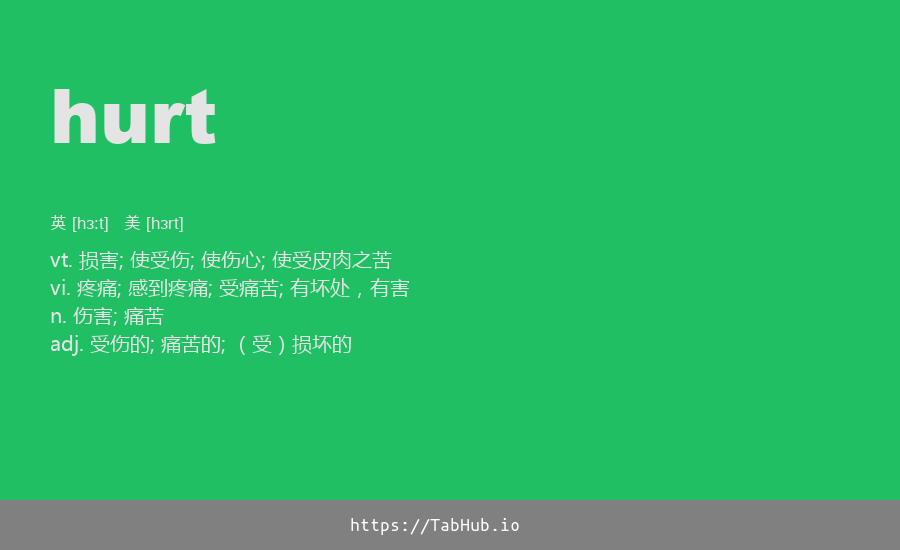 hurt
英 [hɜːt] 美 [hɜrt]
vt. 损害; 使受伤; 使伤心; 使受皮肉之苦
vi. 疼痛; 感到疼痛; 受痛苦; 有坏处，有害
n. 伤害; 痛苦
adj. 受伤的; 痛苦的; （受）损坏的
https://TabHub.io